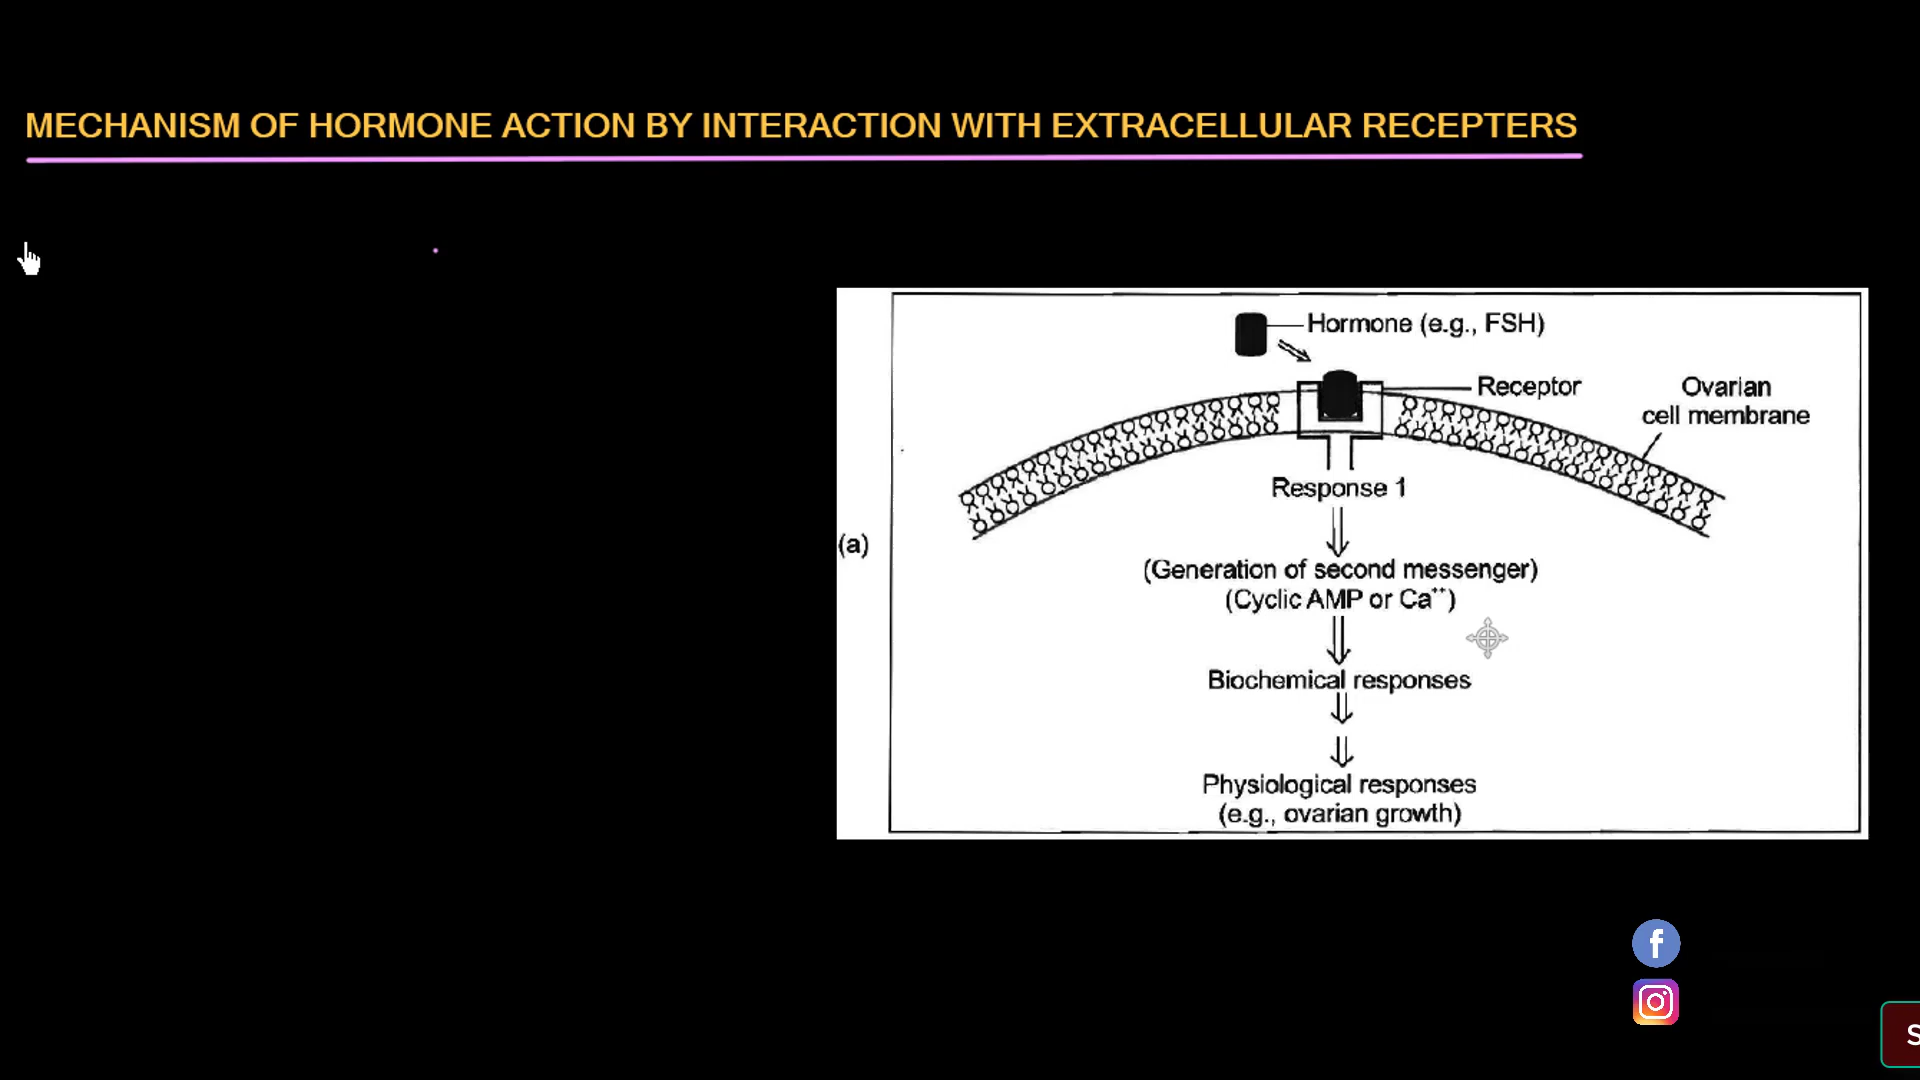 MECHANISM OF HORMONE ACTION BY INTERACTION WITH EXTRACELLULAR RECEPTERS
Hormone (e.g., FSH)
Receptor
Ovarian
cell membrane
Response 1
(a)
(Generation of second messenger)
(Cyclic AMP or Ca⁺⁺)
Biochemical responses
Physiological responses
(e.g., ovarian growth)
f
S